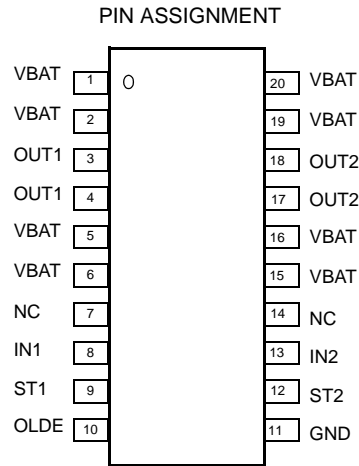 PIN ASSIGNMENT
VBAT 1 20 VBAT
VBAT 2 19 VBAT
OUT1 3 18 OUT2
OUT1 4 17 OUT2
VBAT 5 16 VBAT
VBAT 6 15 VBAT
NC 7 14 NC
IN1 8 13 IN2
ST1 9 12 ST2
OLDE 10 11 GND